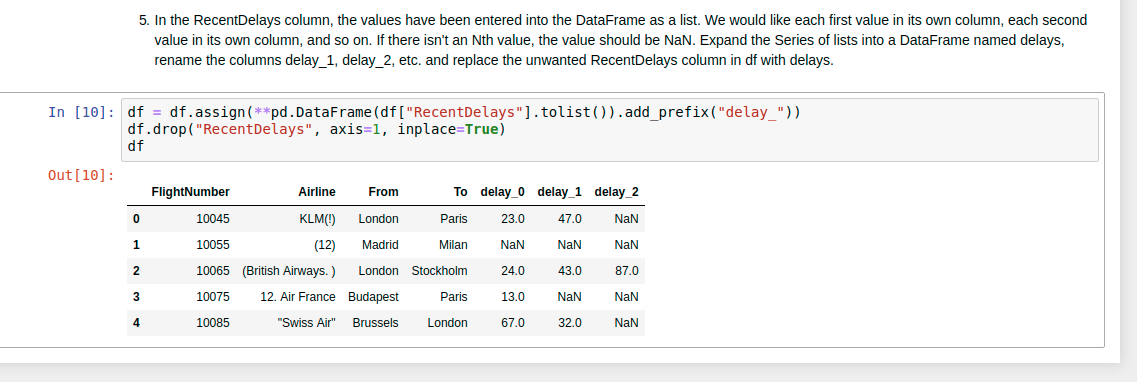 5. In the RecentDelays column, the values have been entered into the DataFrame as a list. We would like each first value in its own column, each second
value in its own column, and so on. If there isn't an Nth value, the value should be NaN. Expand the Series of lists into a DataFrame named delays,
rename the columns delay_1, delay_2, etc. and replace the unwanted RecentDelays column in df with delays.
In [10]: df = df.assign(**pd.DataFrame(df["RecentDelays"].tolist()).add_prefix("delay_"))
df.drop("RecentDelays", axis=1, inplace=True)
df
Out[10]:
FlightNumber Airline From To delay_0 delay_1 delay_2
0 10045 KLM(!) London Paris 23.0 47.0 NaN
1 10055 (12) Madrid Milan NaN NaN NaN
2 10065 (British Airways. ) London Stockholm 24.0 43.0 87.0
3 10075 12. Air France Budapest Paris 13.0 NaN NaN
4 10085 "Swiss Air" Brussels London 67.0 32.0 NaN